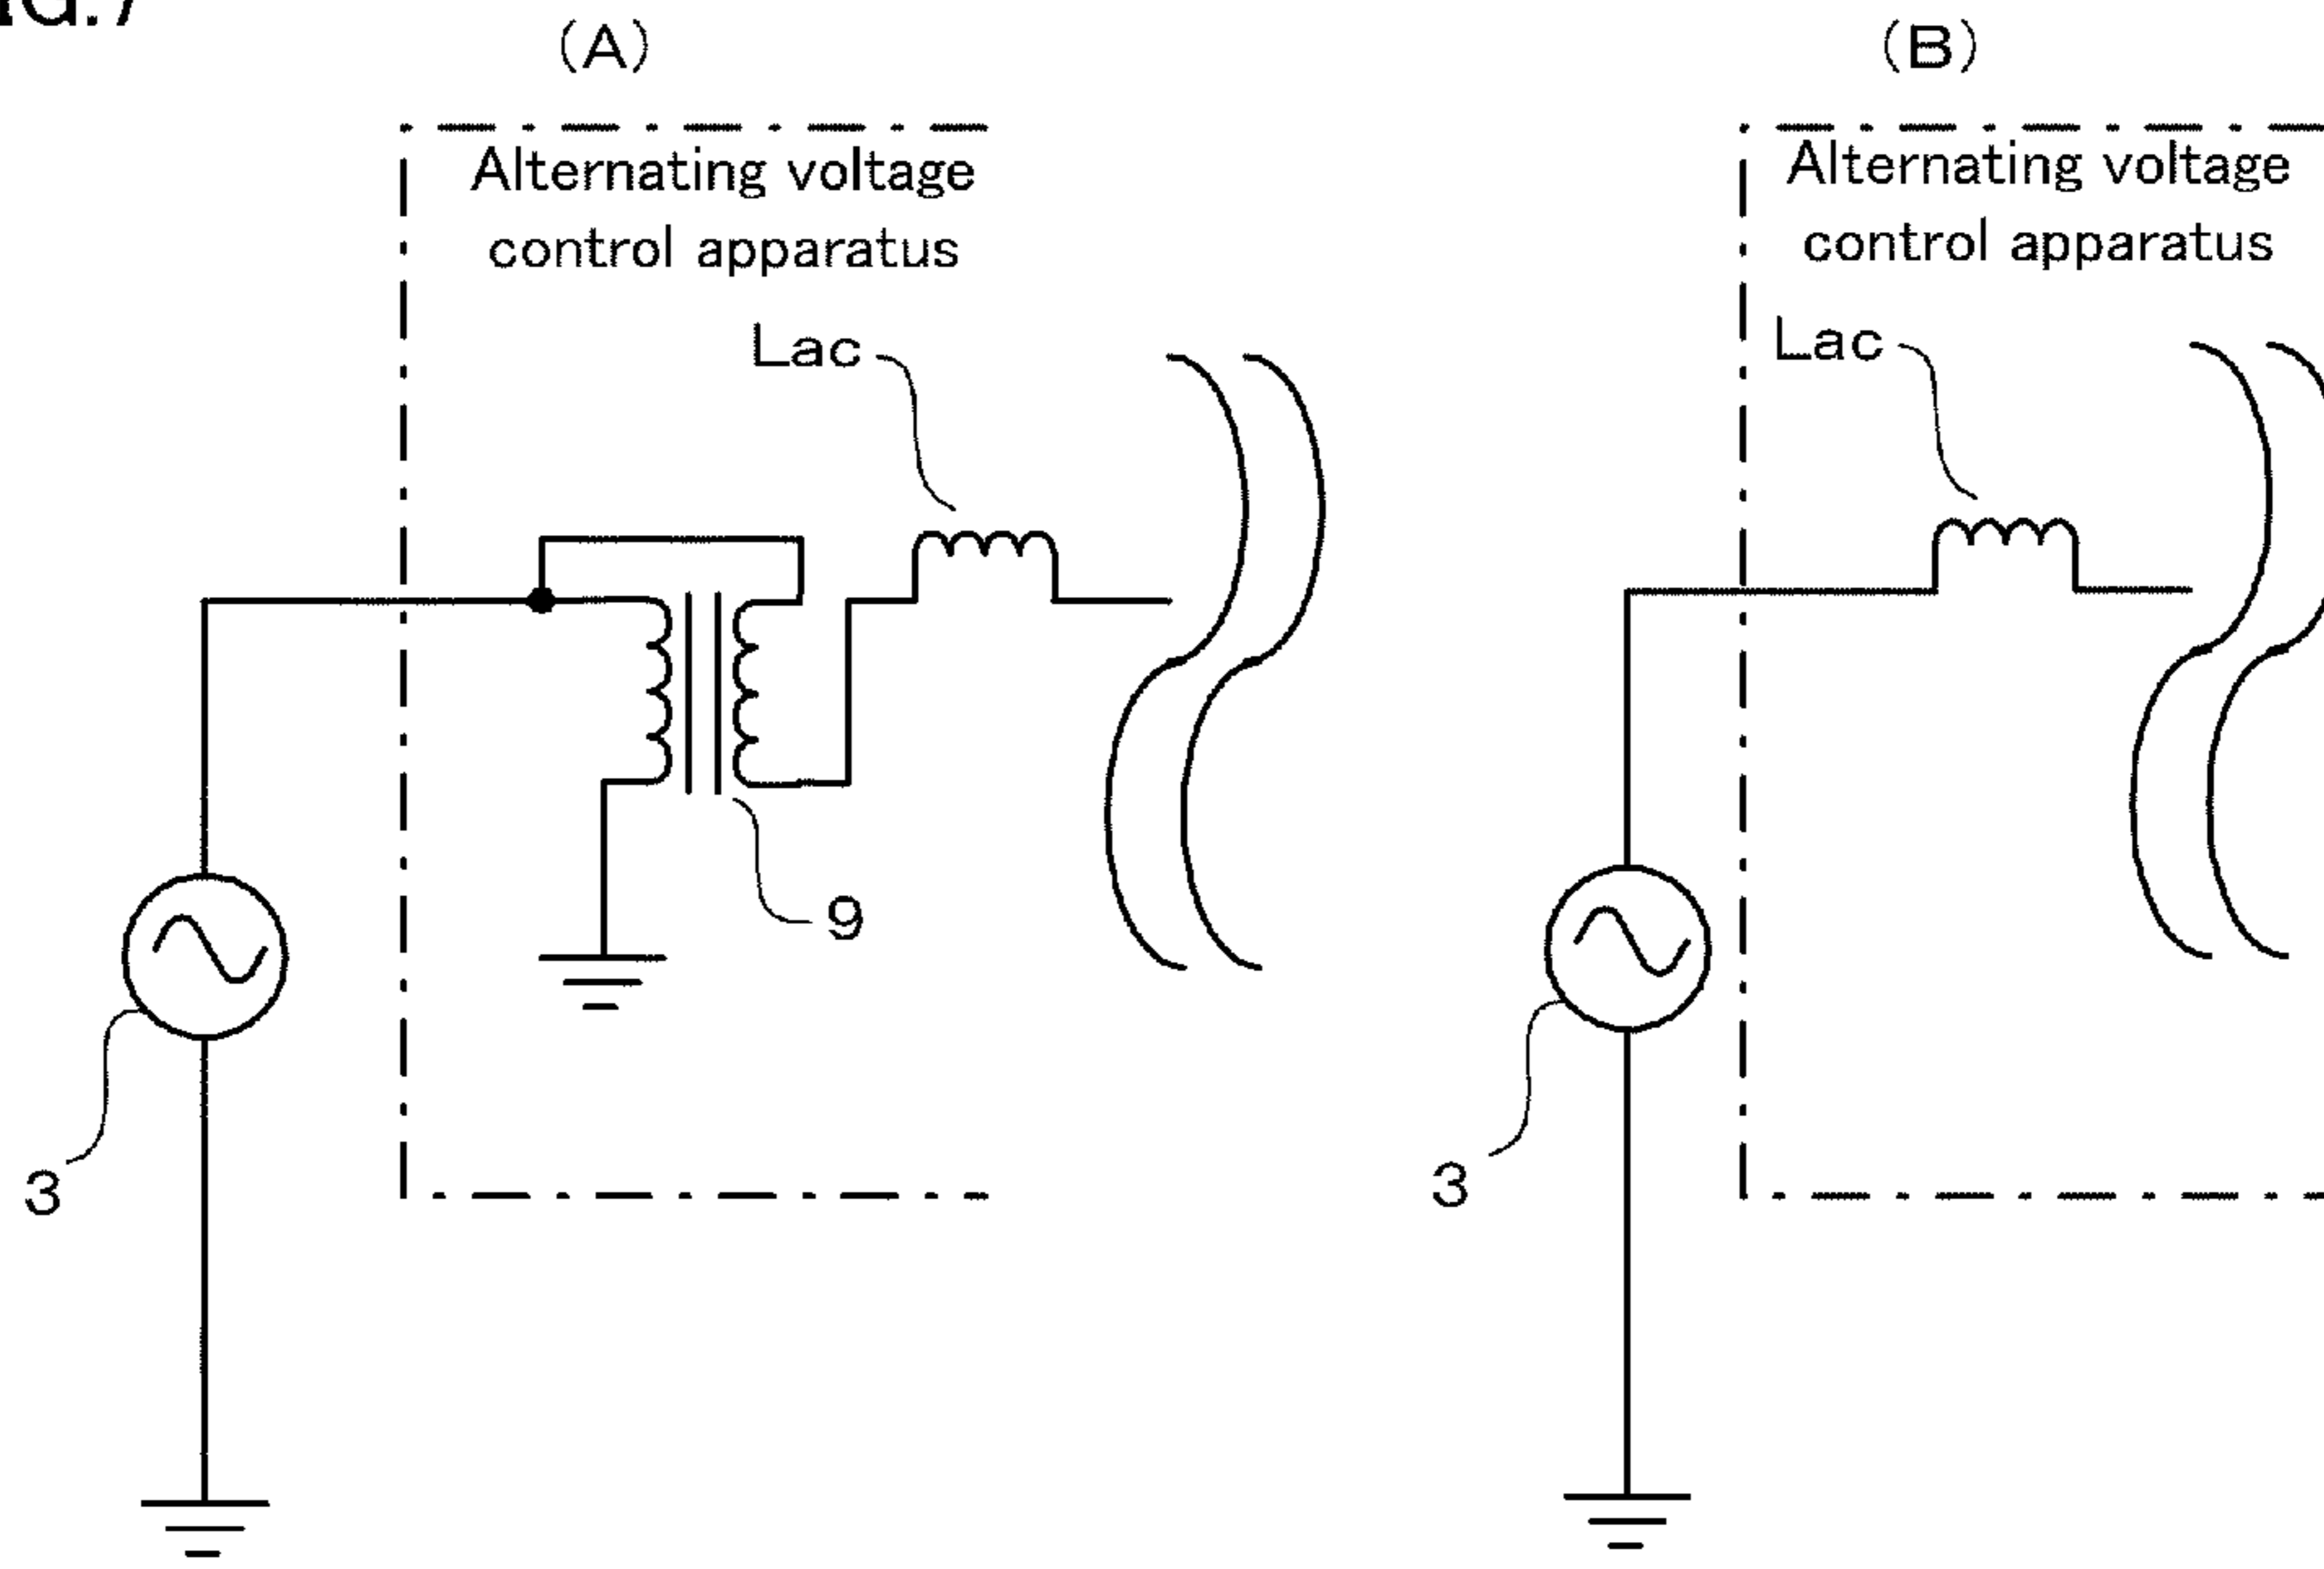 (A)
Alternating voltage
control apparatus
Lac
9
3
(B)
Alternating voltage
control apparatus
Lac
3